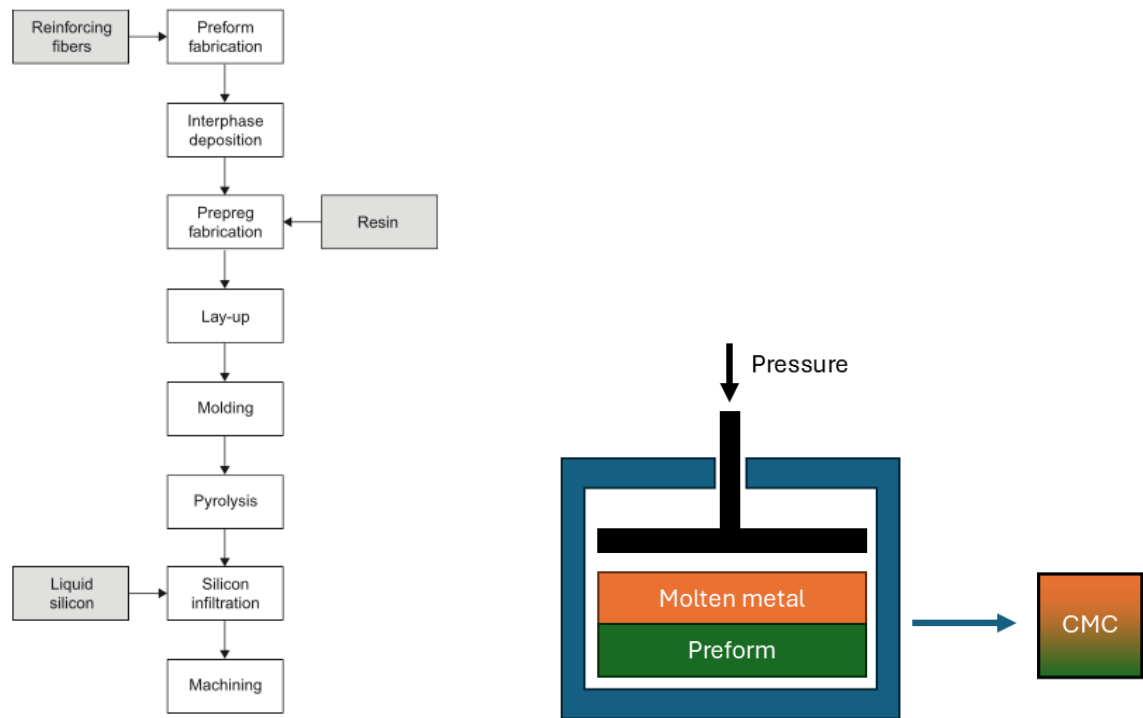 Reinforcing
fibers
Preform
fabrication
Interphase
deposition
Prepreg
fabrication
Resin
Lay-up
Molding
Pyrolysis
Liquid
silicon
Silicon
infiltration
Machining
Pressure
Molten metal
Preform
CMC